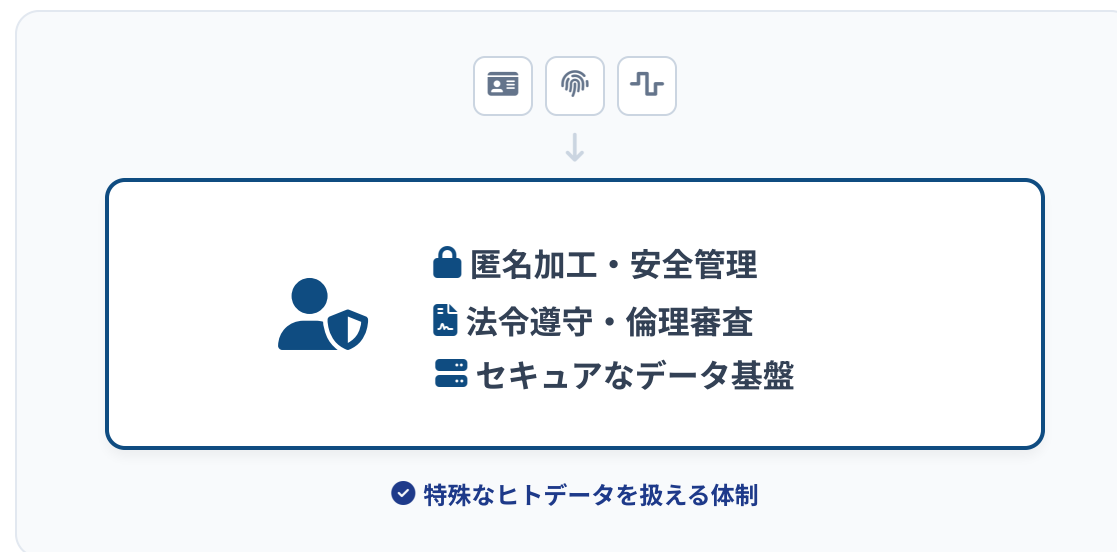 匿名加工・安全管理
法令遵守・倫理審査
セキュアなデータ基盤
特殊なヒトデータを扱える体制